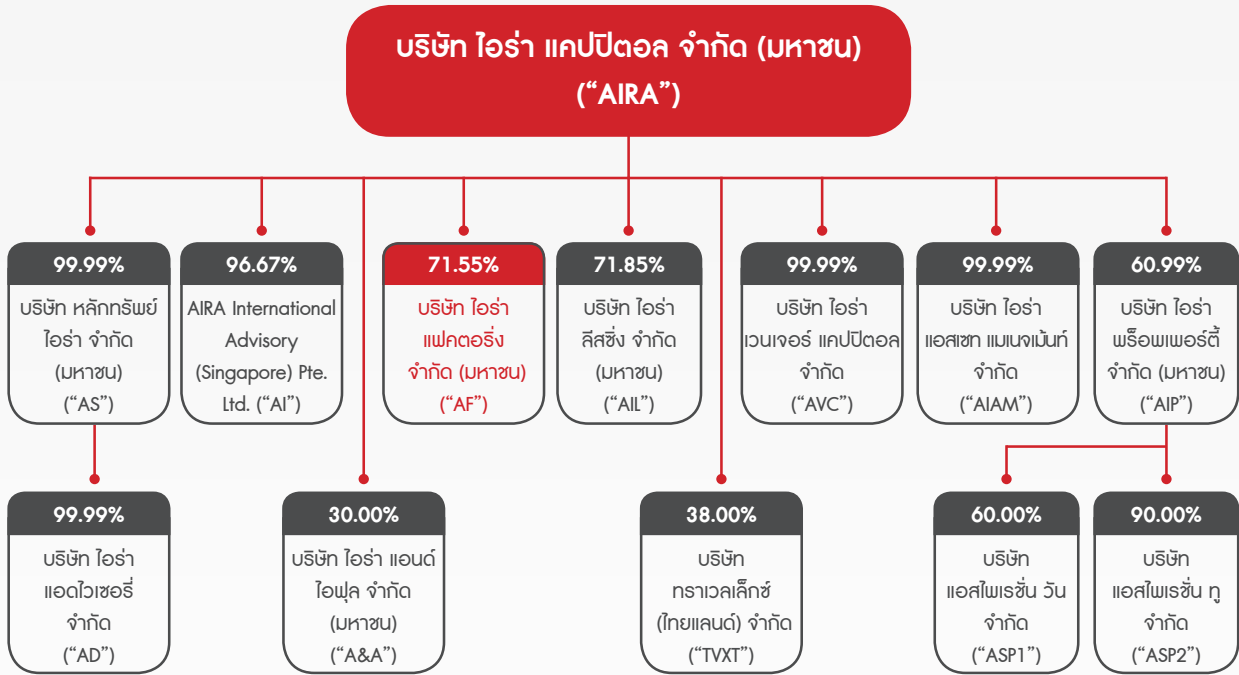 บริษัท ไอร่า แคปปิตอล จำกัด (มหาชน)
(“AIRA”)
99.99%
บริษัท หลักทรัพย์
ไอร่า จำกัด
(มหาชน)
(“AS”)
96.67%
AIRA International
Advisory
(Singapore) Pte.
Ltd. (“AI”)
71.55%
บริษัท ไอร่า
แฟคตอริ่ง
จำกัด (มหาชน)
(“AF”)
71.85%
บริษัท ไอร่า
ลีสซิ่ง จำกัด
(มหาชน)
(“AIL”)
99.99%
บริษัท ไอร่า
เวนเจอร์ แคปปิตอล
จำกัด
(“AVC”)
99.99%
บริษัท ไอร่า
แอสเซท แมเนจเม้นท์
จำกัด
(“AIAM”)
60.99%
บริษัท ไอร่า
พร็อพเพอร์ตี้
จำกัด (มหาชน)
(“AIP”)
99.99%
บริษัท ไอร่า
แอดไวเซอรี่
จำกัด
(“AD”)
30.00%
บริษัท ไอร่า แอนด์
ไอฟุล จำกัด
(มหาชน)
(“A&A”)
38.00%
บริษัท
ทราเวลเล็กซ์
(ไทยแลนด์) จำกัด
(“TVXT”)
60.00%
บริษัท
แอสไพเรชั่น วัน
จำกัด
(“ASP1”)
90.00%
บริษัท
แอสไพเรชั่น ทู
จำกัด
(“ASP2”)